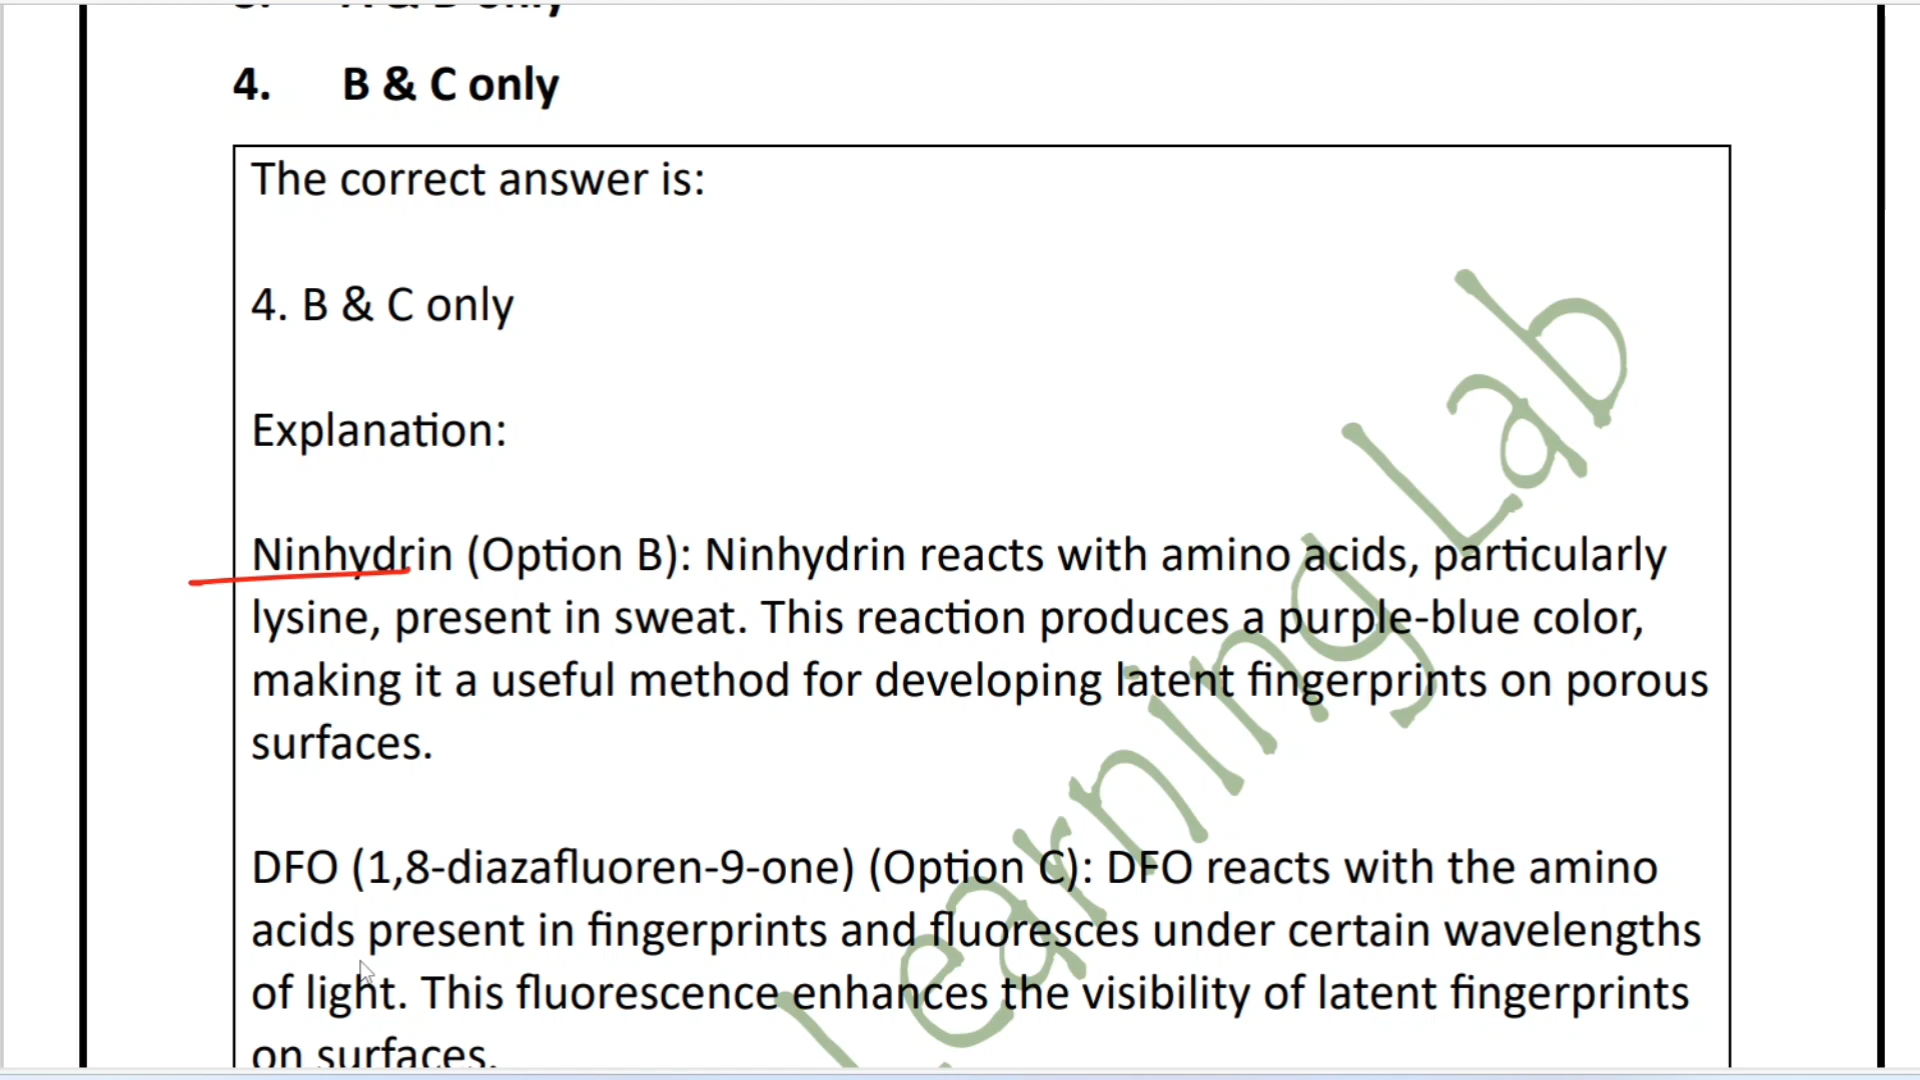 3. A & B only
4. B & C only
The correct answer is:
4. B & C only
Explanation:
Ninhydrin (Option B): Ninhydrin reacts with amino acids, particularly
lysine, present in sweat. This reaction produces a purple-blue color,
making it a useful method for developing latent fingerprints on porous
surfaces.
DFO (1,8-diazafluoren-9-one) (Option C): DFO reacts with the amino
acids present in fingerprints and fluoresces under certain wavelengths
of light. This fluorescence enhances the visibility of latent fingerprints
on surfaces.
Learning Lab